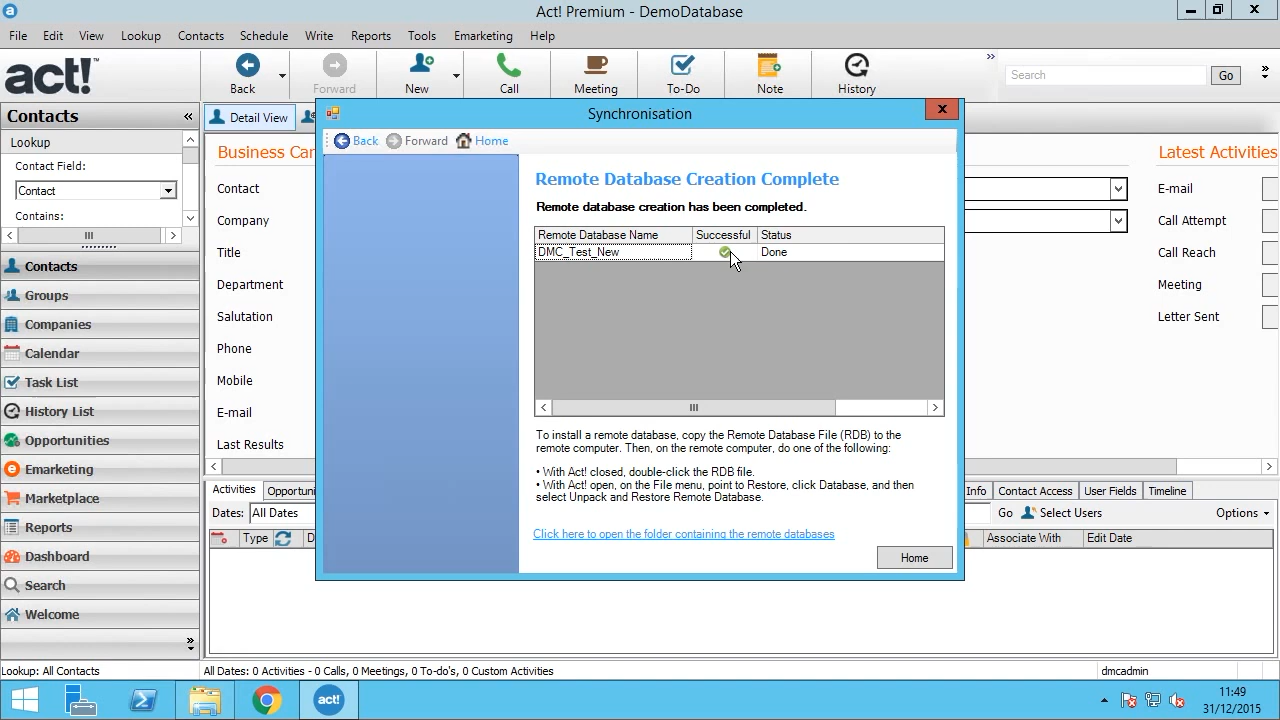 Act! Premium - DemoDatabase
File Edit View Lookup Contacts Schedule Write Reports Tools Emarketing Help
act!
Back Forward New Call Meeting To-Do Note History » Search Go »
Contacts «
Lookup
Contact Field:
Contact
Contains:
Contacts
Groups
Companies
Calendar
Task List
History List
Opportunities
Emarketing
Marketplace
Reports
Dashboard
Search
Welcome
»
Detail View
Business Car
Contact
Company
Title
Department
Salutation
Phone
Mobile
E-mail
Last Results
Latest Activities
E-mail
Call Attempt
Call Reach
Meeting
Letter Sent
Synchronisation
Back Forward Home
Remote Database Creation Complete
Remote database creation has been completed.
Remote Database Name Successful Status
DMC_Test_New Done
To install a remote database, copy the Remote Database File (RDB) to the
remote computer. Then, on the remote computer, do one of the following:
• With Act! closed, double-click the RDB file.
• With Act! open, on the File menu, point to Restore, click Database, and then
select Unpack and Restore Remote Database.
Click here to open the folder containing the remote databases
Home
Activities Opportuni Info Contact Access User Fields Timeline
Dates: All Dates Go Select Users Options
Type D Associate With Edit Date
Lookup: All Contacts All Dates: 0 Activities - 0 Calls, 0 Meetings, 0 To-do's, 0 Custom Activities dmcadmin
act!
11:49
31/12/2015